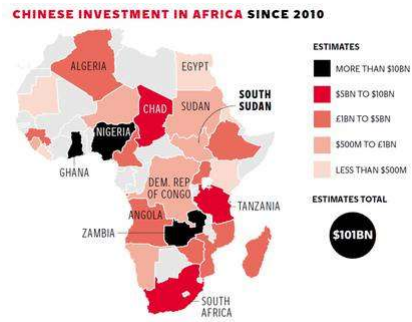 CHINESE INVESTMENT IN AFRICA SINCE 2010
ALGERIA
EGYPT
CHAD
SUDAN
SOUTH
SUDAN
NIGERIA
GHANA
DEM. REP
OF CONGO
ANGOLA
TANZANIA
ZAMBIA
SOUTH
AFRICA
ESTIMATES
MORE THAN $10BN
$5BN TO $10BN
£1BN TO $5BN
$500M TO £1BN
LESS THAN $500M
ESTIMATES TOTAL
$101BN